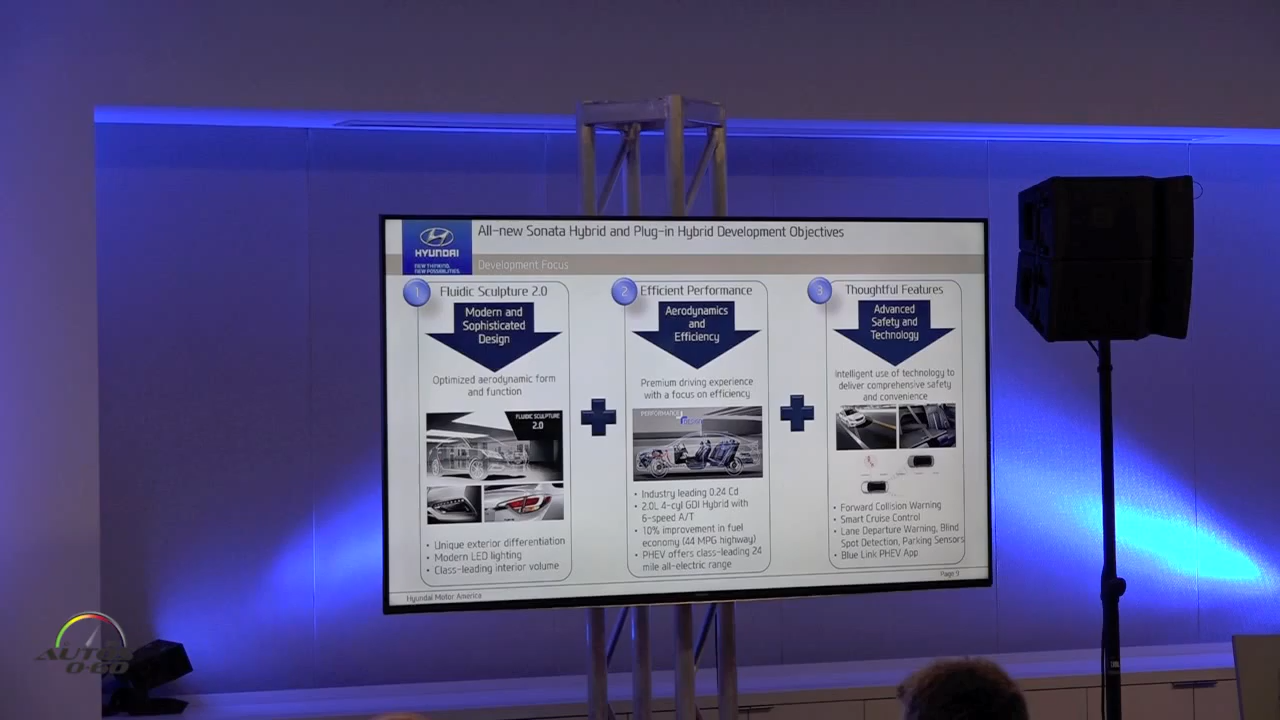 All-new Sonata Hybrid and Plug-in Hybrid Development Objectives
HYUNDAI
NEW THINKING.
NEW POSSIBILITIES.
Development Focus
1 Fluidic Sculpture 2.0
Modern and
Sophisticated
Design
Optimized aerodynamic form
and function
FLUIDIC SCULPTURE
2.0
• Unique exterior differentiation
• Modern LED lighting
• Class-leading interior volume
2 Efficient Performance
Aerodynamics
and
Efficiency
Premium driving experience
with a focus on efficiency
PERFORMANCE
DESIGN
• Industry leading 0.24 Cd
• 2.0L 4-cyl GDI Hybrid with
6-speed A/T
• 10% improvement in fuel
economy (44 MPG highway)
• PHEV offers class-leading 24
mile all-electric range
3 Thoughtful Features
Advanced
Safety and
Technology
Intelligent use of technology to
deliver comprehensive safety
and convenience
• Forward Collision Warning
• Smart Cruise Control
• Lane Departure Warning, Blind
Spot Detection, Parking Sensors
• Blue Link PHEV App
Hyundai Motor America
Page 9
AUTOS
0-60